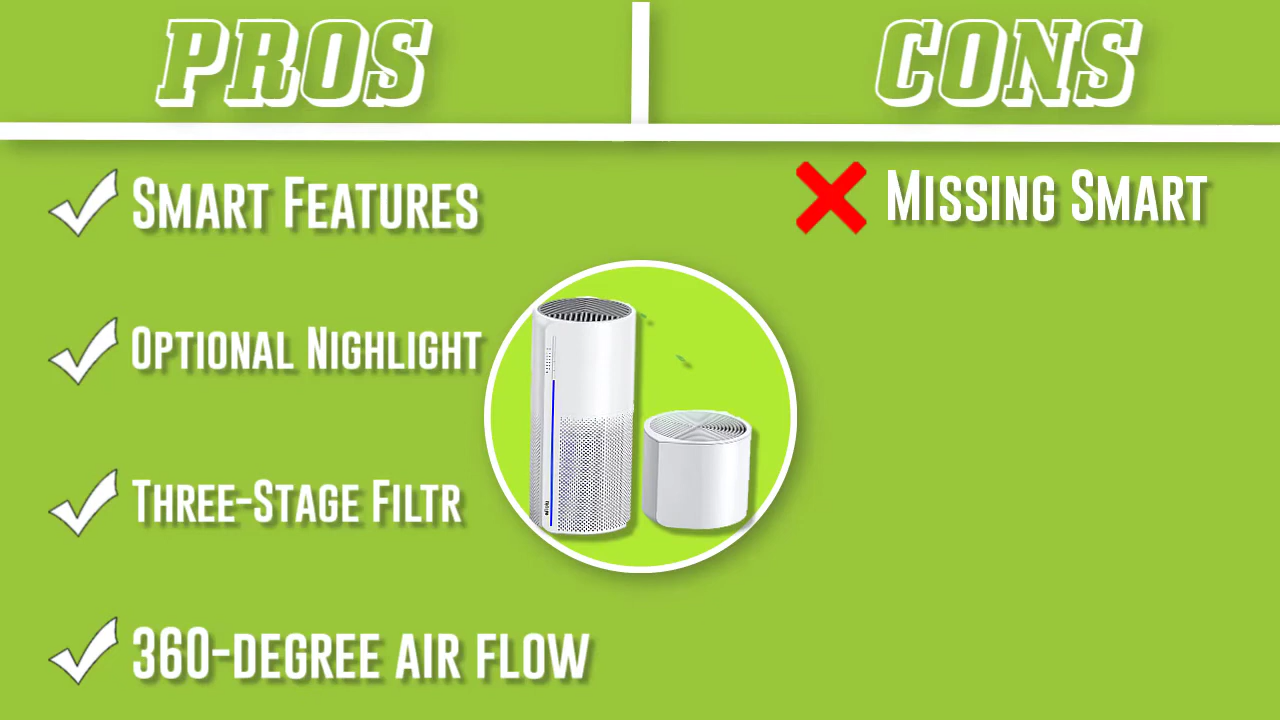 PROS
CONS
SMART FEATURES
MISSING SMART
OPTIONAL NIGHLIGHT
THREE-STAGE FILTR
360-DEGREE AIR FLOW